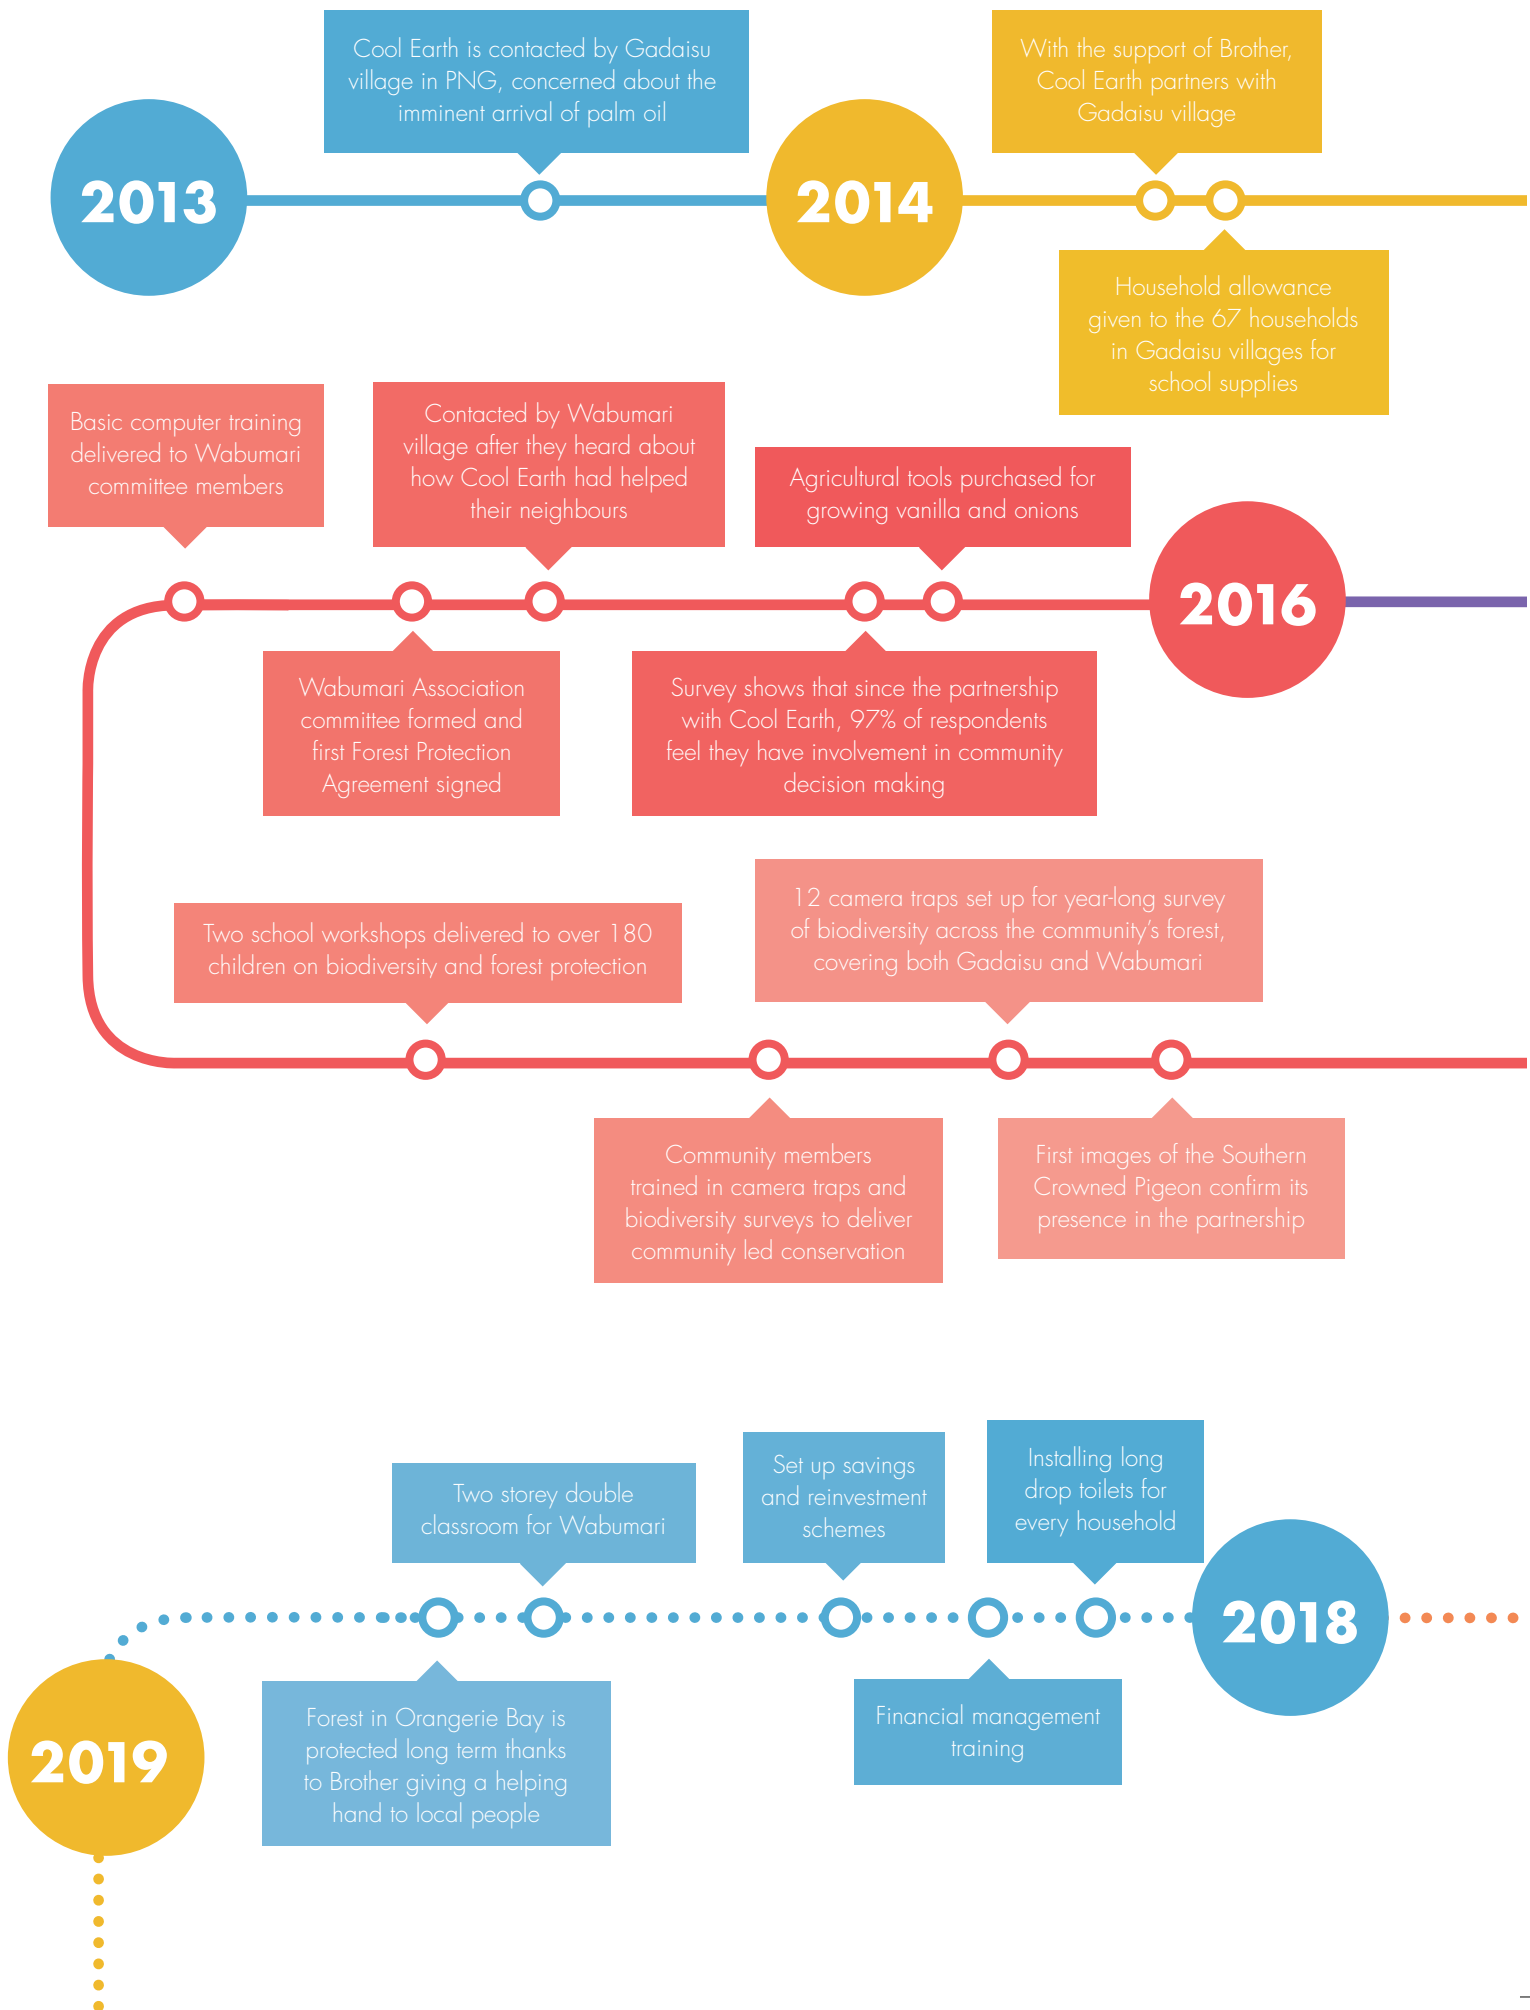 Cool Earth is contacted by Gadaisu
village in PNG, concerned about the
imminent arrival of palm oil
With the support of Brother,
Cool Earth partners with
Gadaisu village
2013
2014
Household allowance
given to the 67 households
in Gadaisu villages for
school supplies
Basic computer training
delivered to Wabumari
committee members
Contacted by Wabumari
village after they heard about
how Cool Earth had helped
their neighbours
Agricultural tools purchased for
growing vanilla and onions
2016
Wabumari Association
committee formed and
first Forest Protection
Agreement signed
Survey shows that since the partnership
with Cool Earth, 97% of respondents
feel they have involvement in community
decision making
Two school workshops delivered to over 180
children on biodiversity and forest protection
12 camera traps set up for year-long survey
of biodiversity across the community's forest,
covering both Gadaisu and Wabumari
Community members
trained in camera traps and
biodiversity surveys to deliver
community led conservation
First images of the Southern
Crowned Pigeon confirm its
presence in the partnership
Two storey double
classroom for Wabumari
Set up savings
and reinvestment
schemes
Installing long
drop toilets for
every household
2018
Forest in Orangerie Bay is
protected long term thanks
to Brother giving a helping
hand to local people
Financial management
training
2019